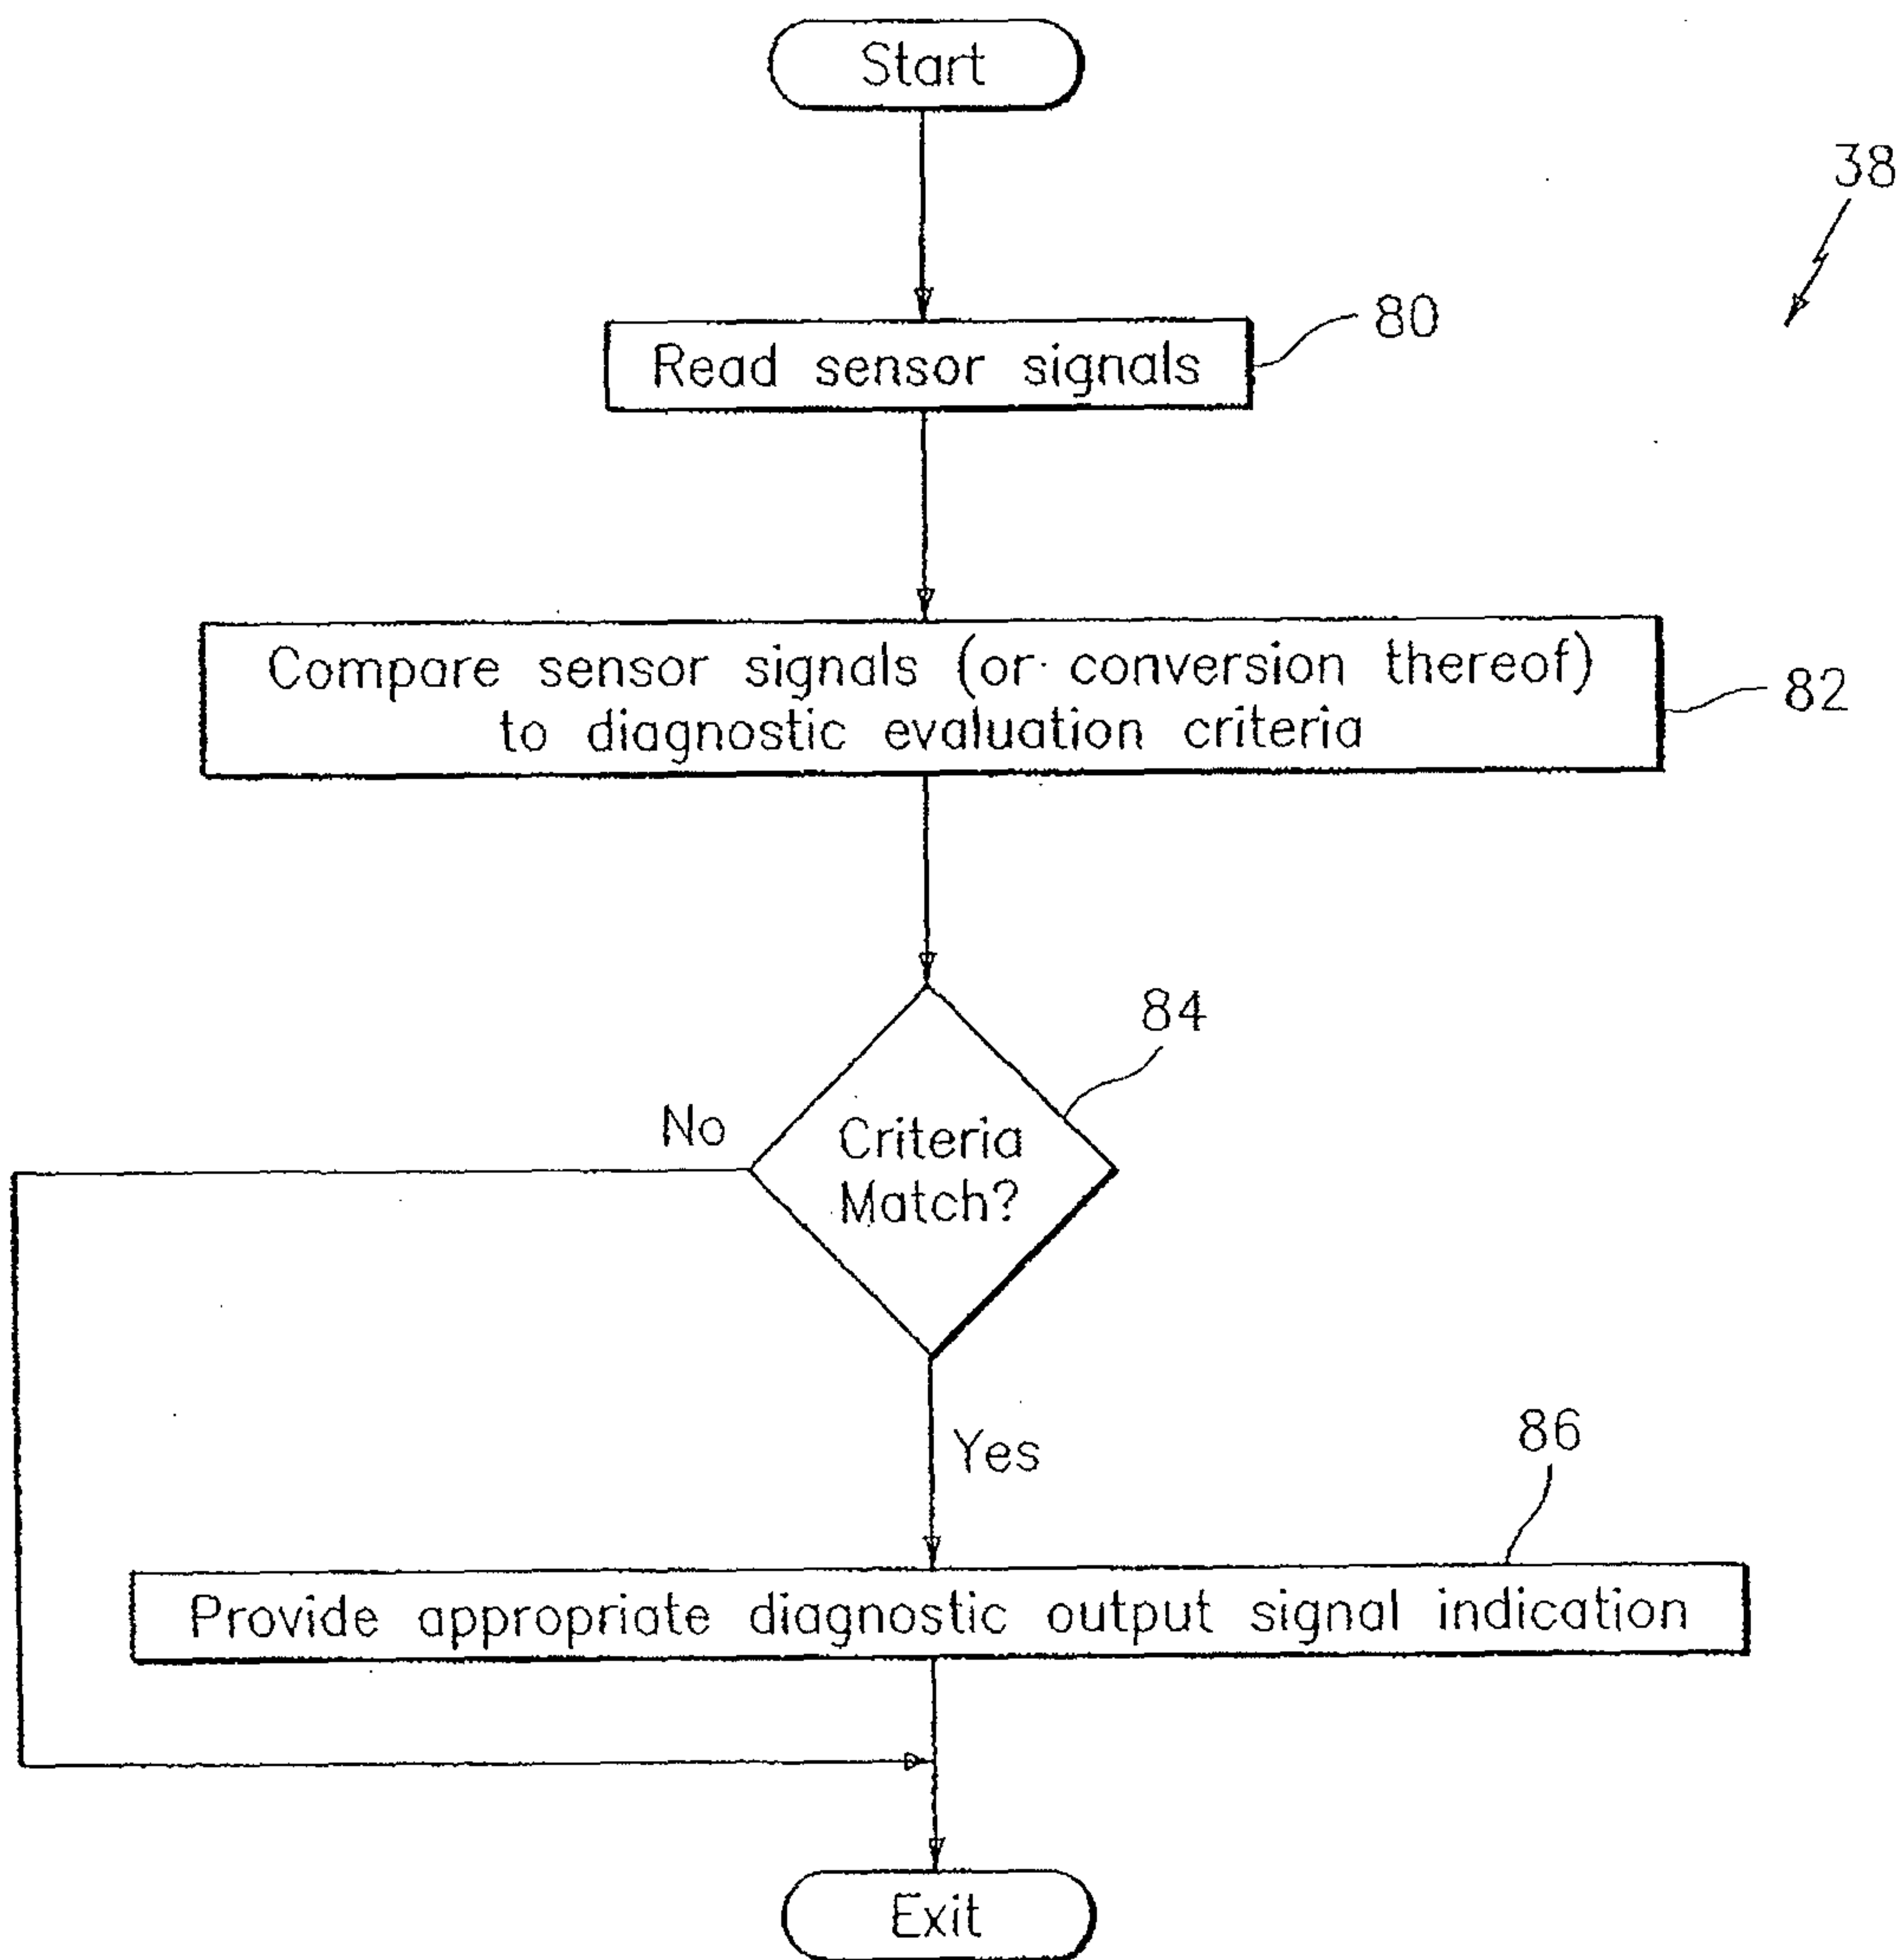 Start
38
Read sensor signals
80
Compare sensor signals (or conversion thereof)
to diagnostic evaluation criteria
82
84
No
Criteria
Match?
Yes
86
Provide appropriate diagnostic output signal indication
Exit